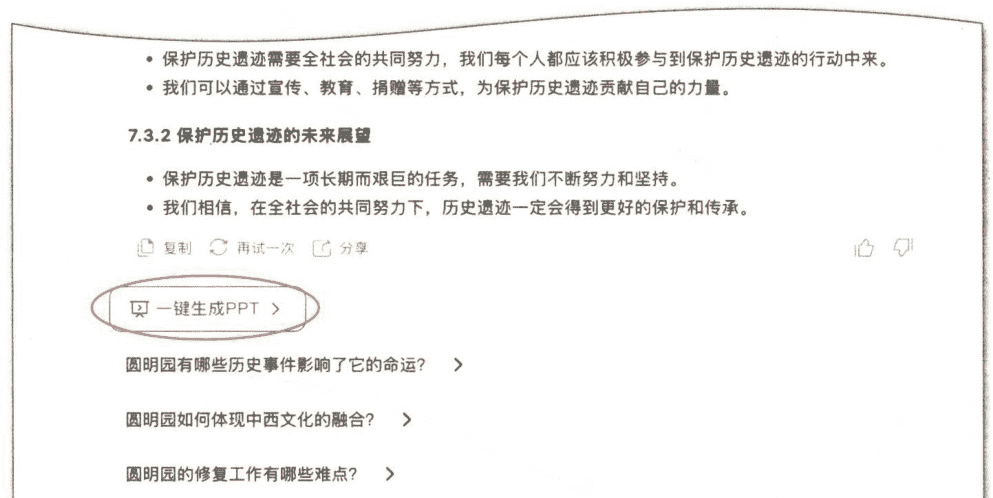 • 保护历史遗迹需要全社会的共同努力，我们每个人都应该积极参与到保护历史遗迹的行动中来。
• 我们可以通过宣传、教育、捐赠等方式，为保护历史遗迹贡献自己的力量。
7.3.2 保护历史遗迹的未来展望
• 保护历史遗迹是一项长期而艰巨的任务，需要我们不断努力和坚持。
• 我们相信，在全社会的共同努力下，历史遗迹一定会得到更好的保护和传承。
复制 再试一次 分享
一键生成PPT >
圆明园有哪些历史事件影响了它的命运？ >
圆明园如何体现中西文化的融合？ >
圆明园的修复工作有哪些难点？ >